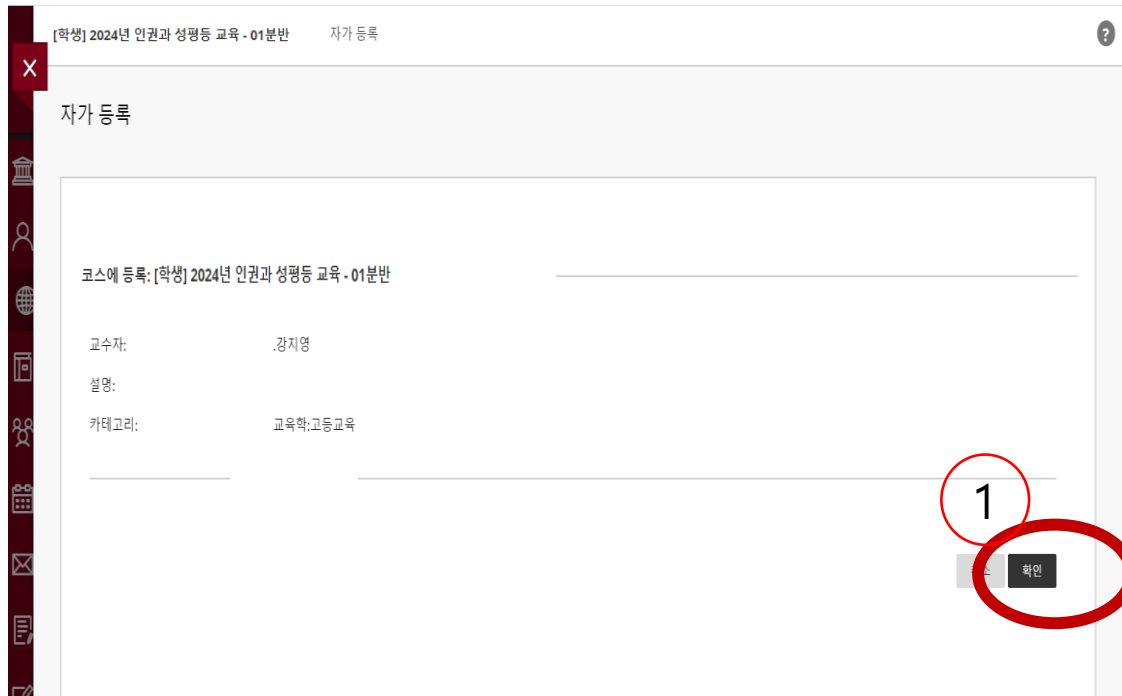 [학생] 2024년 인권과 성평등 교육 - 01분반 자가 등록
?
X
자가 등록
코스에 등록: [학생] 2024년 인권과 성평등 교육 - 01분반
교수자: .강지영
설명:
카테고리: 교육학:고등교육
1
확인